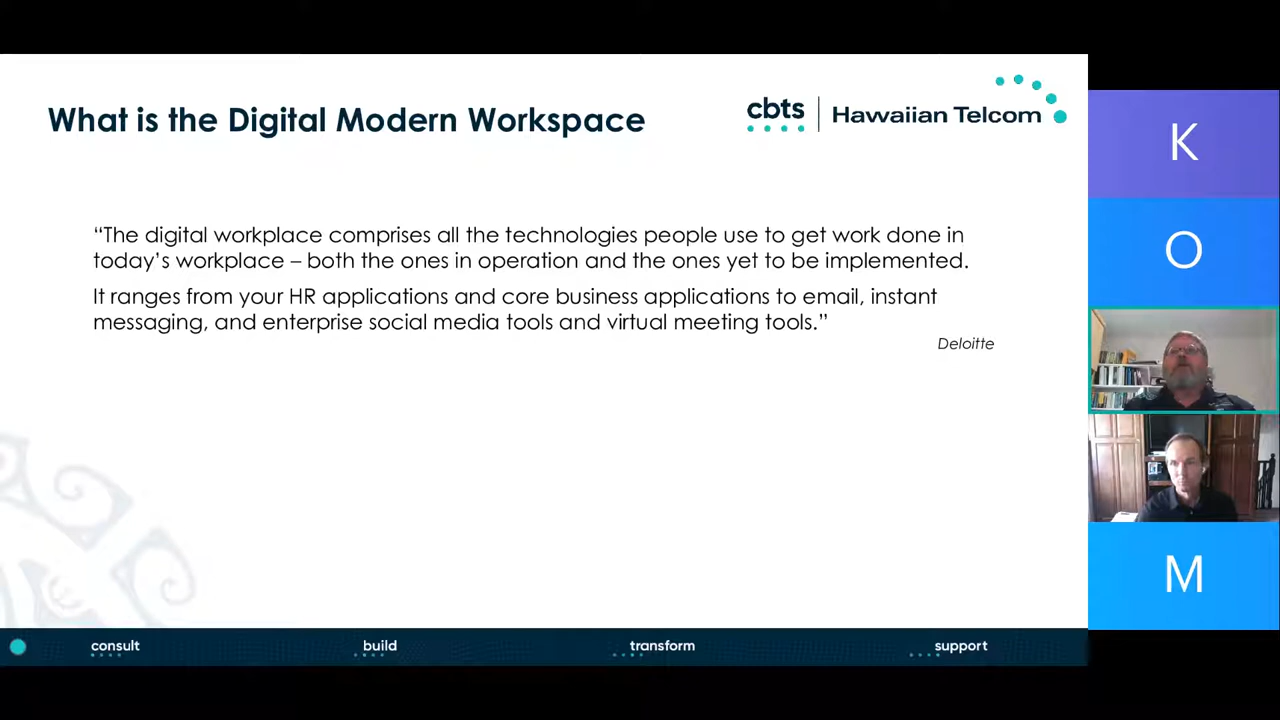 What is the Digital Modern Workspace
cbts
Hawaiian Telcom
“The digital workplace comprises all the technologies people use to get work done in
today’s workplace – both the ones in operation and the ones yet to be implemented.
It ranges from your HR applications and core business applications to email, instant
messaging, and enterprise social media tools and virtual meeting tools.”
Deloitte
consult
build
transform
support
K
O
M